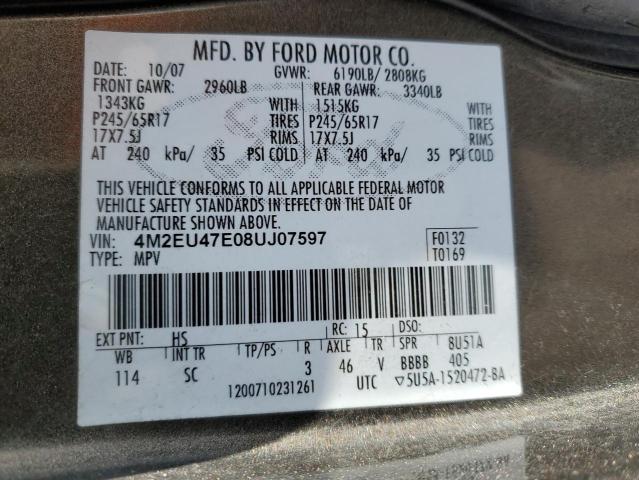 MFD. BY FORD MOTOR CO.
DATE: 10/07 GVWR: 6190LB/ 2808KG
FRONT GAWR: 2960LB REAR GAWR: 3340LB
1343KG WITH 1515KG WITH
P245/65R17 TIRES P245/65R17 TIRES
17X7.5J RIMS 17X7.5J RIMS
AT 240 kPa/ 35 PSI COLD AT 240 kPa/ 35 PSI COLD
THIS VEHICLE CONFORMS TO ALL APPLICABLE FEDERAL MOTOR
VEHICLE SAFETY STANDARDS IN EFFECT ON THE DATE OF
MANUFACTURE SHOWN ABOVE.
VIN: 4M2EU47E08UJ07597 F0132
TYPE: MPV T0169
EXT PNT: HS RC: 15 DSO:
WB INT TR TP/PS R AXLE TR SPR 8U51A
114 SC 3 46 V BBBB 405
1200710231261 UTC ▽5U5A-1520472-BA